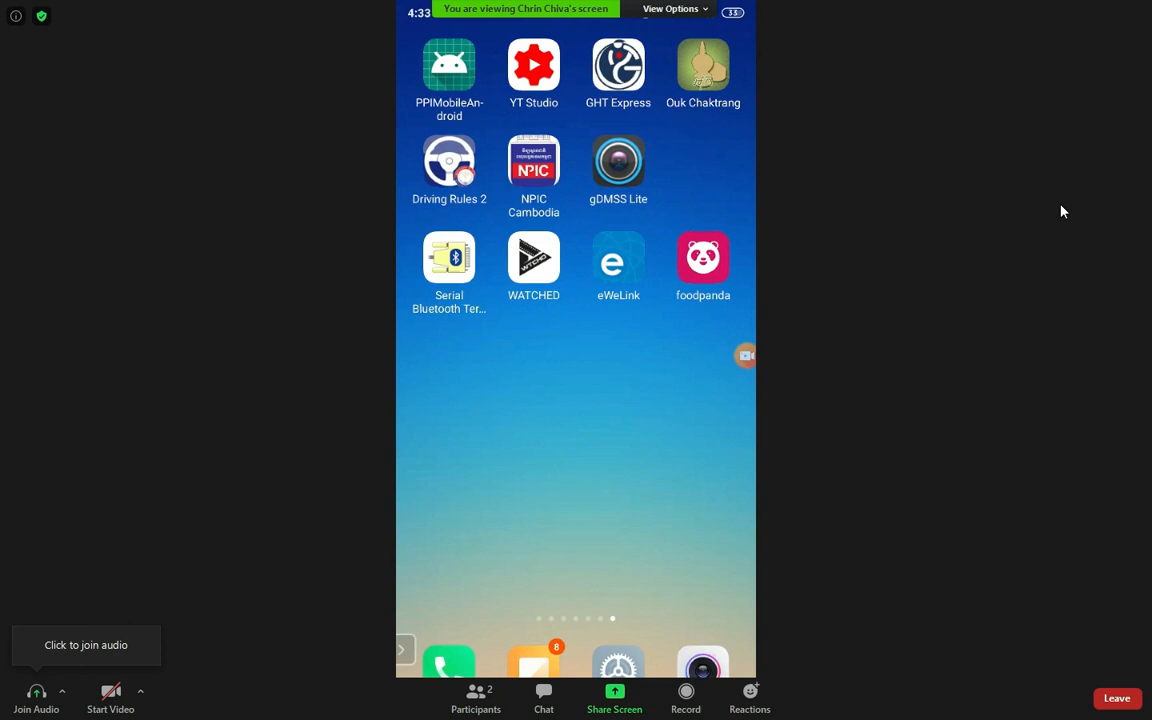 4:33
You are viewing Chrin Chiva's screen
View Options
33
PPIMobileAn-
droid
YT Studio
GHT Express
Ouk Chaktrang
Driving Rules 2
NPIC
NPIC
Cambodia
gDMSS Lite
WTCHD
Serial
Bluetooth Ter...
WATCHED
e
eWeLink
foodpanda
8
Click to join audio
Join Audio
Start Video
Participants
2
Chat
Share Screen
Record
Reactions
Leave